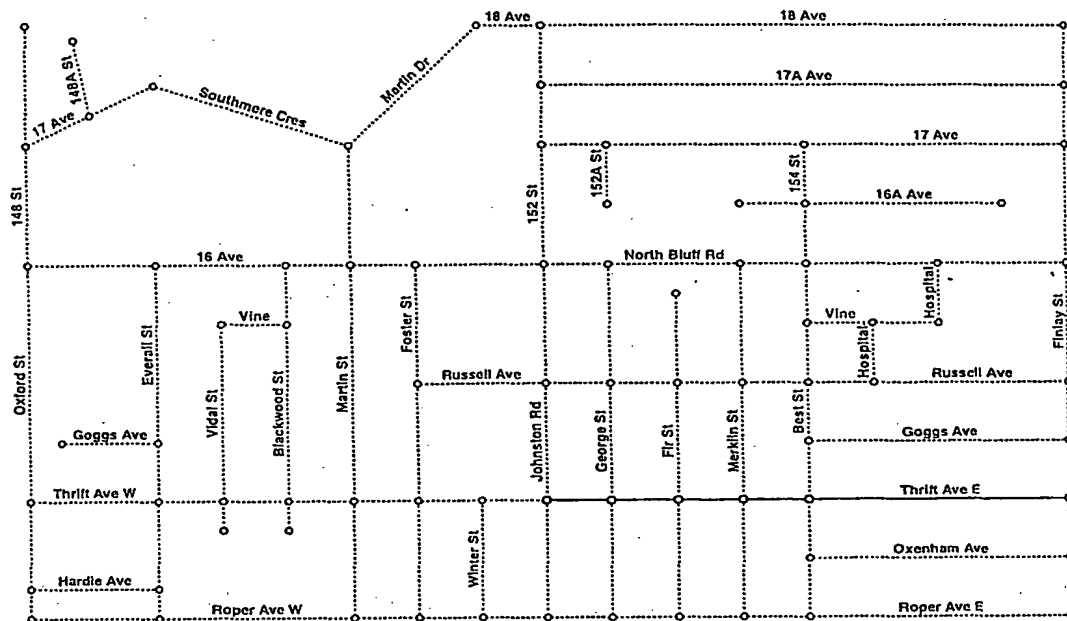 18 Ave
18 Ave
148A St
Southmore Cres
Martin Dr
17A Ave
17 Ave
17 Ave
152A St
154 St
148 St
152 St
16A Ave
16 Ave
North Bluff Rd
Hospital
Finlay St
Vine
Vine
Foster St
Everall St
Hospital
Oxford St
Martin St
Russell Ave
Russell Ave
Vidal St
Blackwood St
Johnston Rd
George St
Fir St
Merklin St
Best St
Goggs Ave
Goggs Ave
Thrift Ave W
Thrift Ave E
Winter St
Oxenham Ave
Hardie Ave
Roper Ave W
Roper Ave E